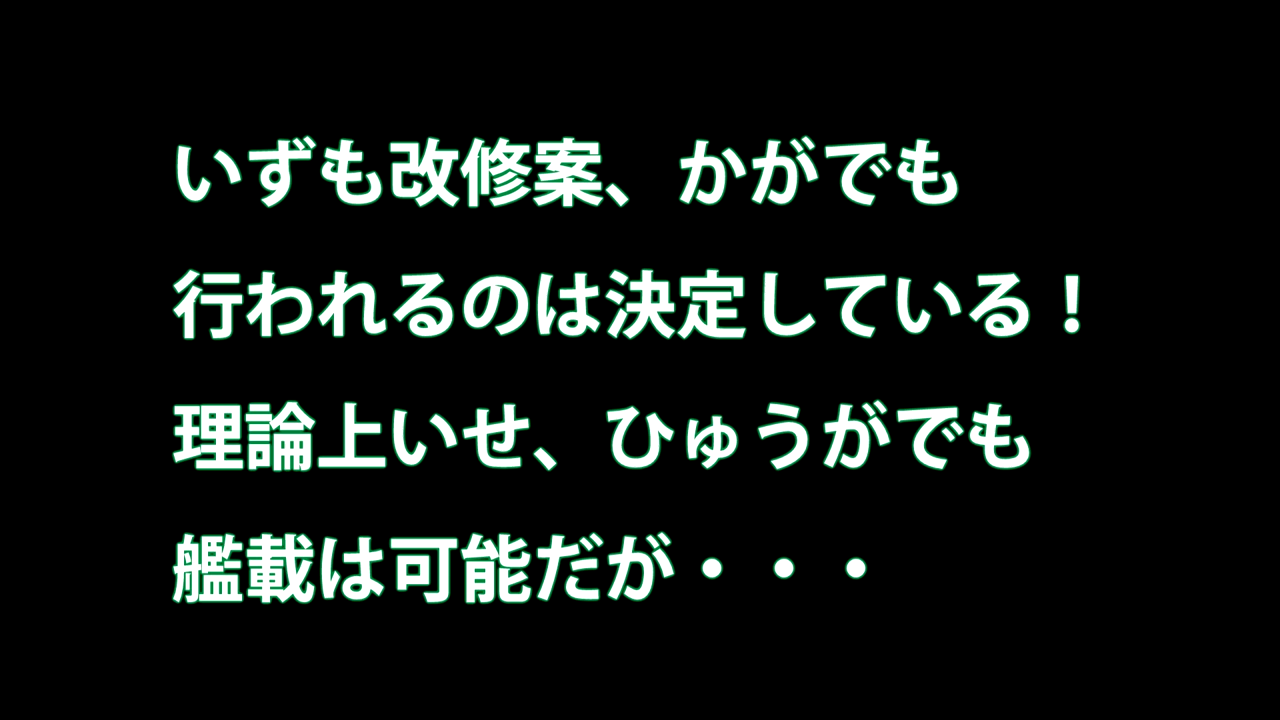 いずも改修案、かがでも
行われるのは決定している！
理論上いせ、ひゅうがでも
艦載は可能だが・・・